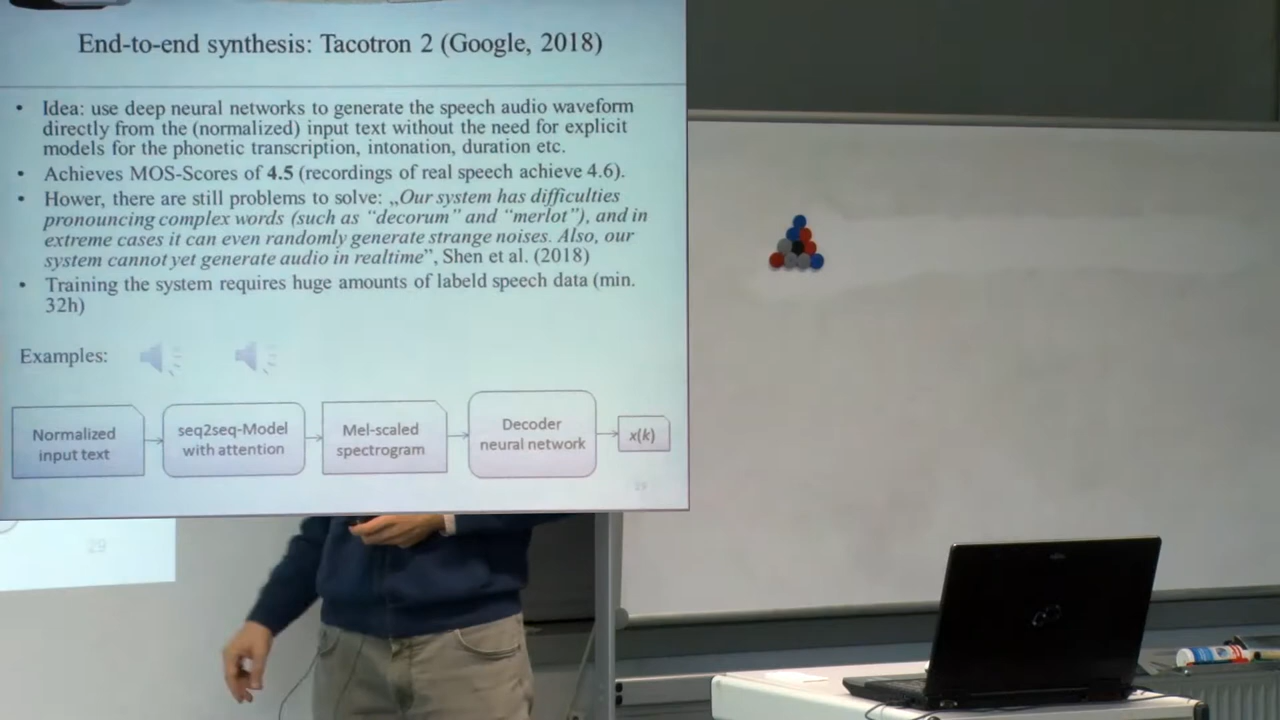 End-to-end synthesis: Tacotron 2 (Google, 2018)
• Idea: use deep neural networks to generate the speech audio waveform
directly from the (normalized) input text without the need for explicit
models for the phonetic transcription, intonation, duration etc.
• Achieves MOS-Scores of 4.5 (recordings of real speech achieve 4.6).
• Hower, there are still problems to solve: „Our system has difficulties
pronouncing complex words (such as “decorum” and “merlot”), and in
extreme cases it can even randomly generate strange noises. Also, our
system cannot yet generate audio in realtime”, Shen et al. (2018)
• Training the system requires huge amounts of labeld speech data (min.
32h)
Examples:
Normalized
input text
seq2seq-Model
with attention
Mel-scaled
spectrogram
Decoder
neural network
x(k)
29
29